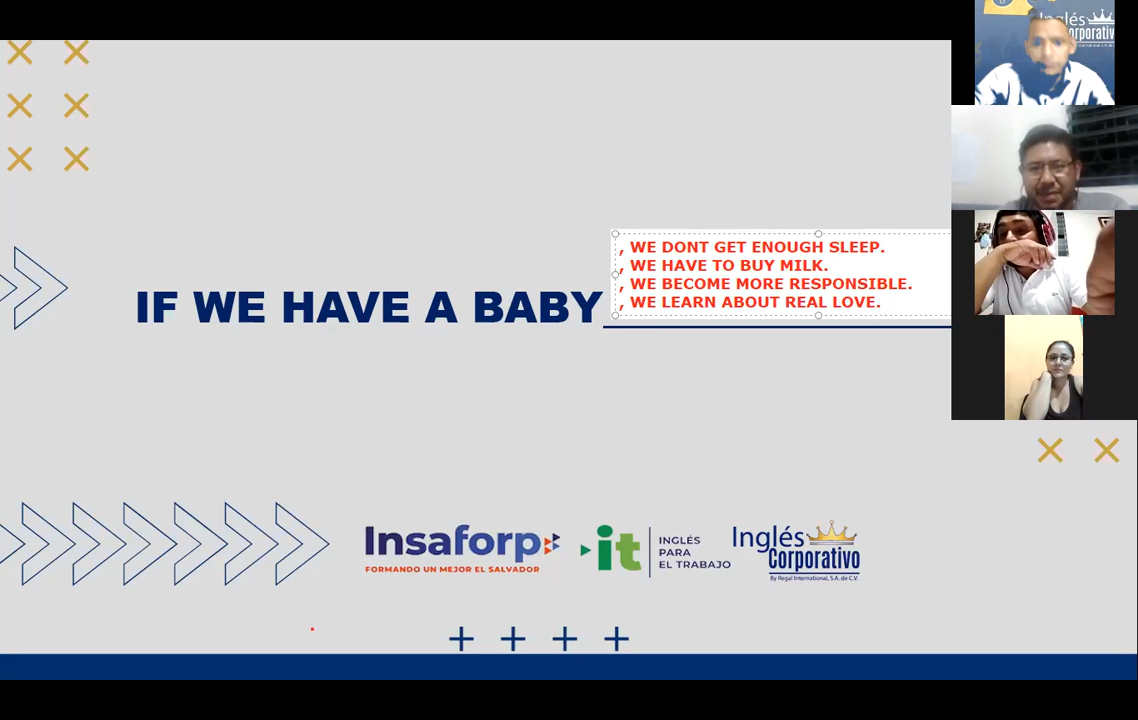 Inglés
Corporativo
IF WE HAVE A BABY
, WE DONT GET ENOUGH SLEEP.
, WE HAVE TO BUY MILK.
, WE BECOME MORE RESPONSIBLE.
, WE LEARN ABOUT REAL LOVE.
Insaforp
FORMANDO UN MEJOR EL SALVADOR
it
INGLÉS
PARA
EL TRABAJO
Inglés
Corporativo
By Regal International, S.A. de C.V.